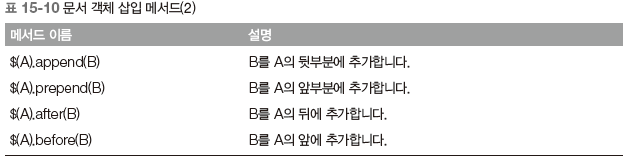 표 15-10 문서 객체 삽입 메서드(2)
메서드 이름 설명
$(A).append(B) B를 A의 뒷부분에 추가합니다.
$(A).prepend(B) B를 A의 앞부분에 추가합니다.
$(A).after(B) B를 A의 뒤에 추가합니다.
$(A).before(B) B를 A의 앞에 추가합니다.